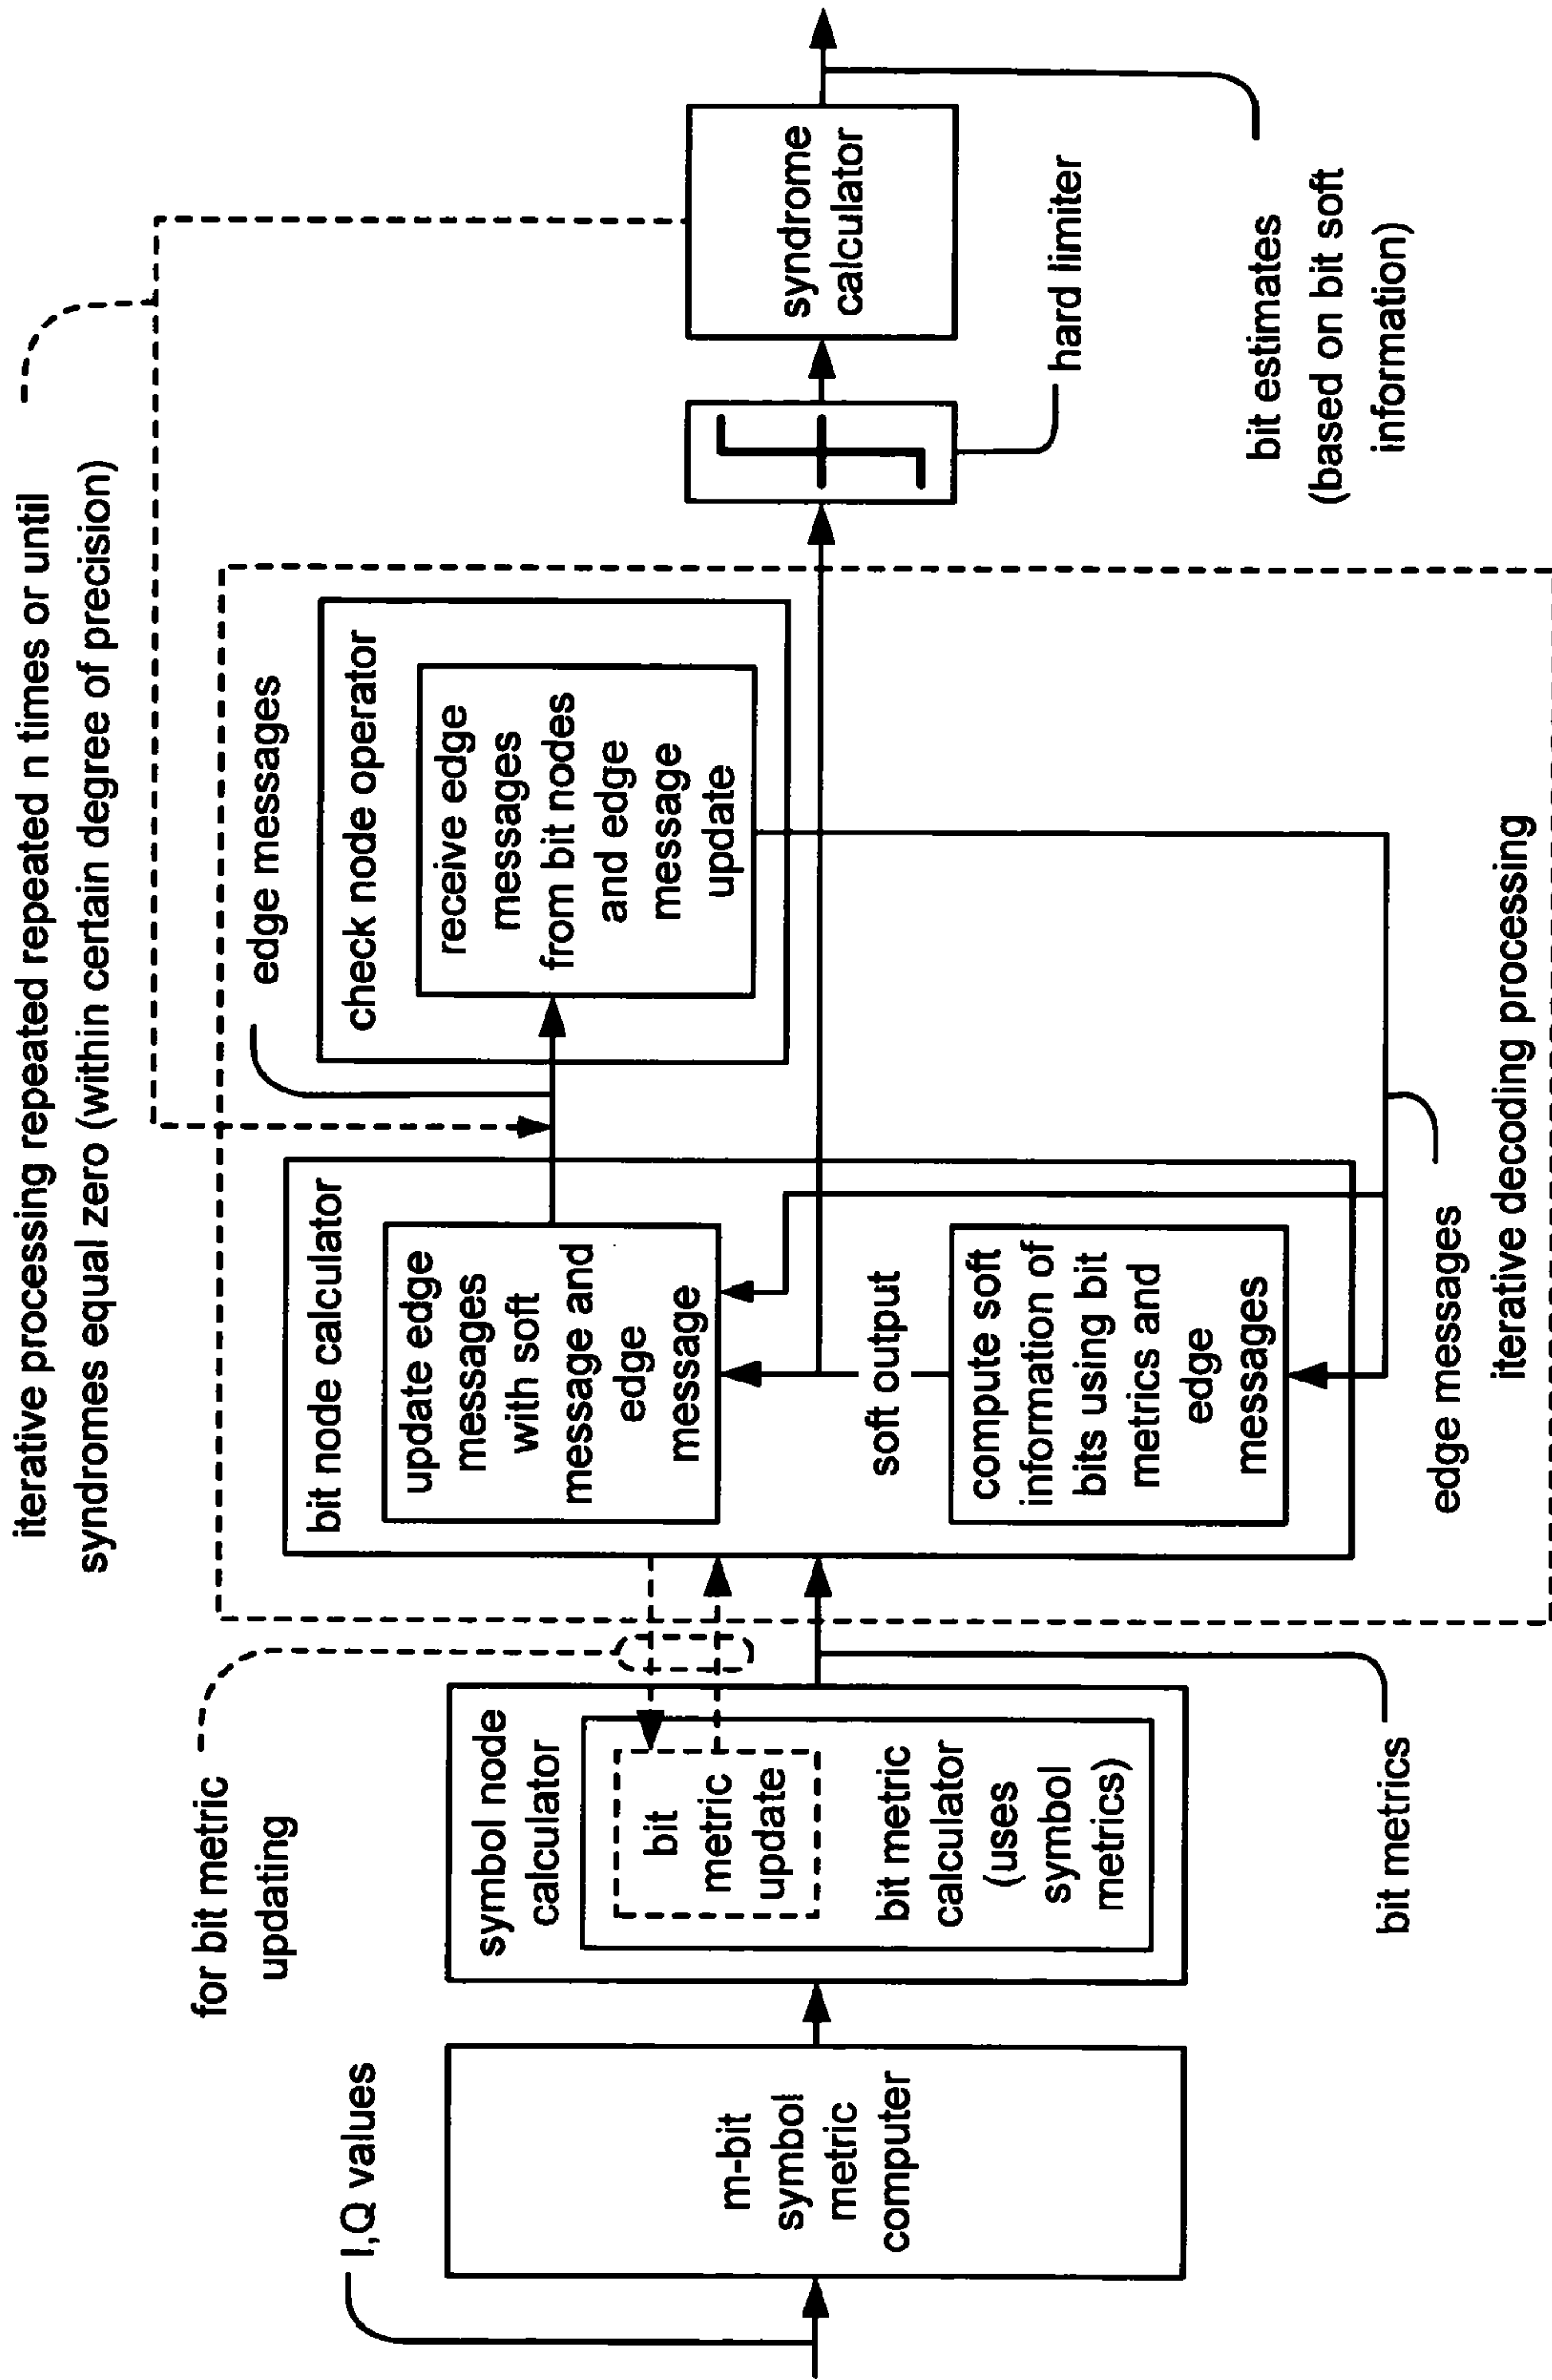 iterative processing repeated repeated n times or until
syndromes equal zero (within certain degree of precision)
for bit metric
updating
I,Q values
m-bit
symbol
metric
computer
symbol node
calculator
bit
metric
update
bit metric
calculator
(uses
symbol
metrics)
bit metrics
bit node calculator
update edge
messages
with soft
message and
edge
message
soft output
compute soft
information of
bits using bit
metrics and
edge
messages
edge messages
check node operator
receive edge
messages
from bit nodes
and edge
message
update
edge messages
iterative decoding processing
hard limiter
syndrome
calculator
bit estimates
(based on bit soft
information)